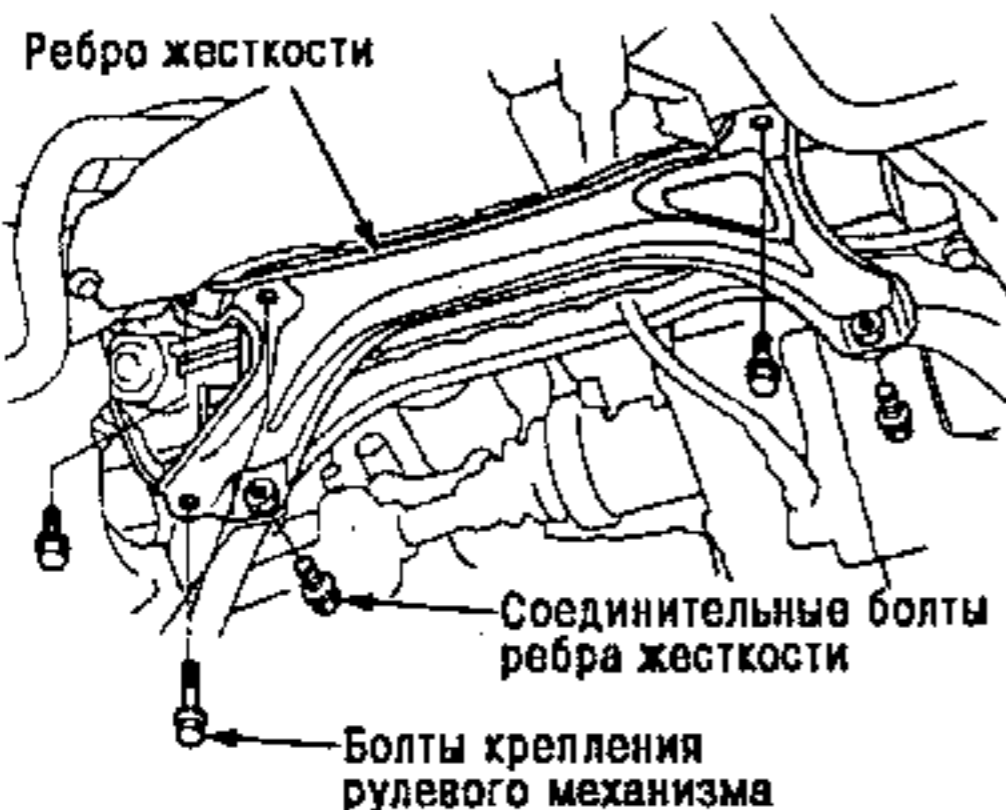 Ребро жесткости
Соединительные болты
ребра жесткости
Болты крепления
рулевого механизма